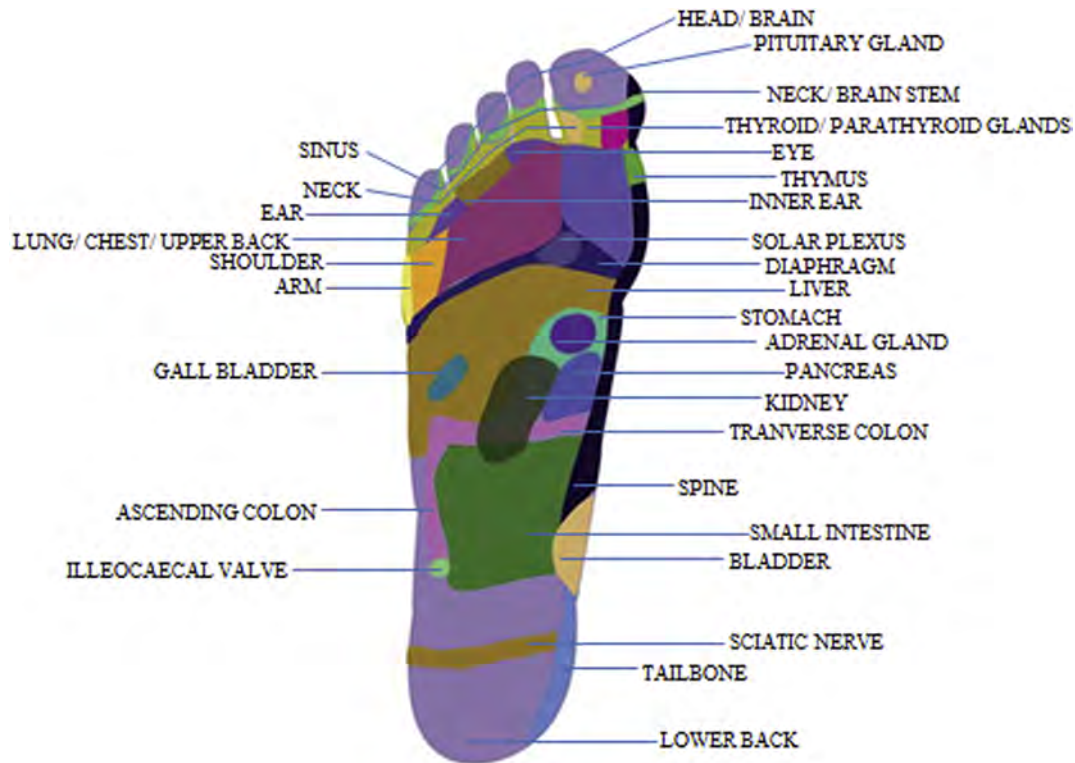 HEAD/ BRAIN
PITUITARY GLAND
NECK/ BRAIN STEM
THYROID/ PARATHYROID GLANDS
SINUS
EYE
THYMUS
NECK
INNER EAR
EAR
LUNG/ CHEST/ UPPER BACK
SOLAR PLEXUS
SHOULDER
DIAPHRAGM
ARM
LIVER
STOMACH
ADRENAL GLAND
GALL BLADDER
PANCREAS
KIDNEY
TRANVERSE COLON
SPINE
ASCENDING COLON
SMALL INTESTINE
BLADDER
ILLEOCAECAL VALVE
SCIATIC NERVE
TAILBONE
LOWER BACK